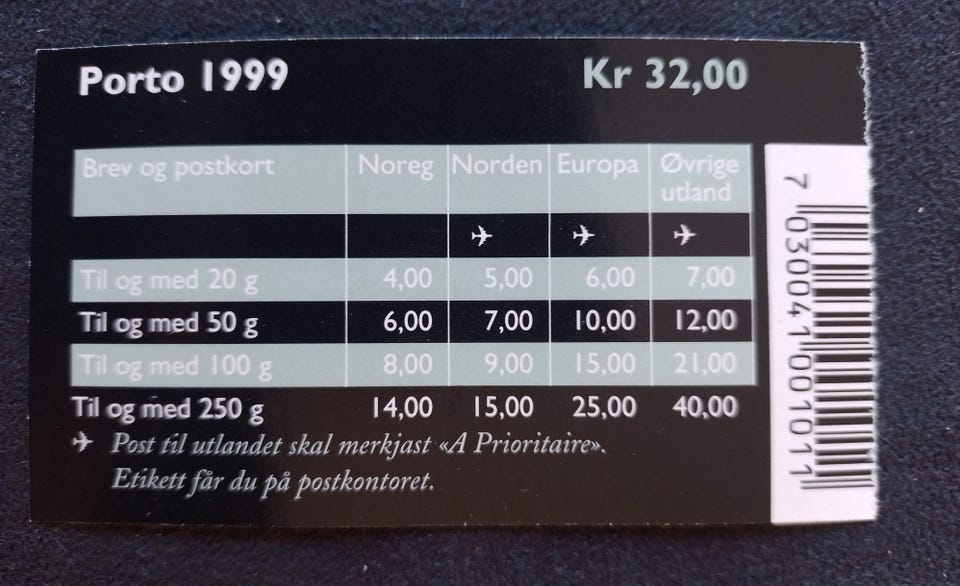 Porto 1999 Kr 32,00
Brev og postkort Noreg Norden Europa Øvrige
utland
Til og med 20 g 4,00 5,00 6,00 7,00
Til og med 50 g 6,00 7,00 10,00 12,00
Til og med 100 g 8,00 9,00 15,00 21,00
Til og med 250 g 14,00 15,00 25,00 40,00
Post til utlandet skal merkjast «A Prioritaire».
Etikett får du på postkontoret.
7 030041 001011